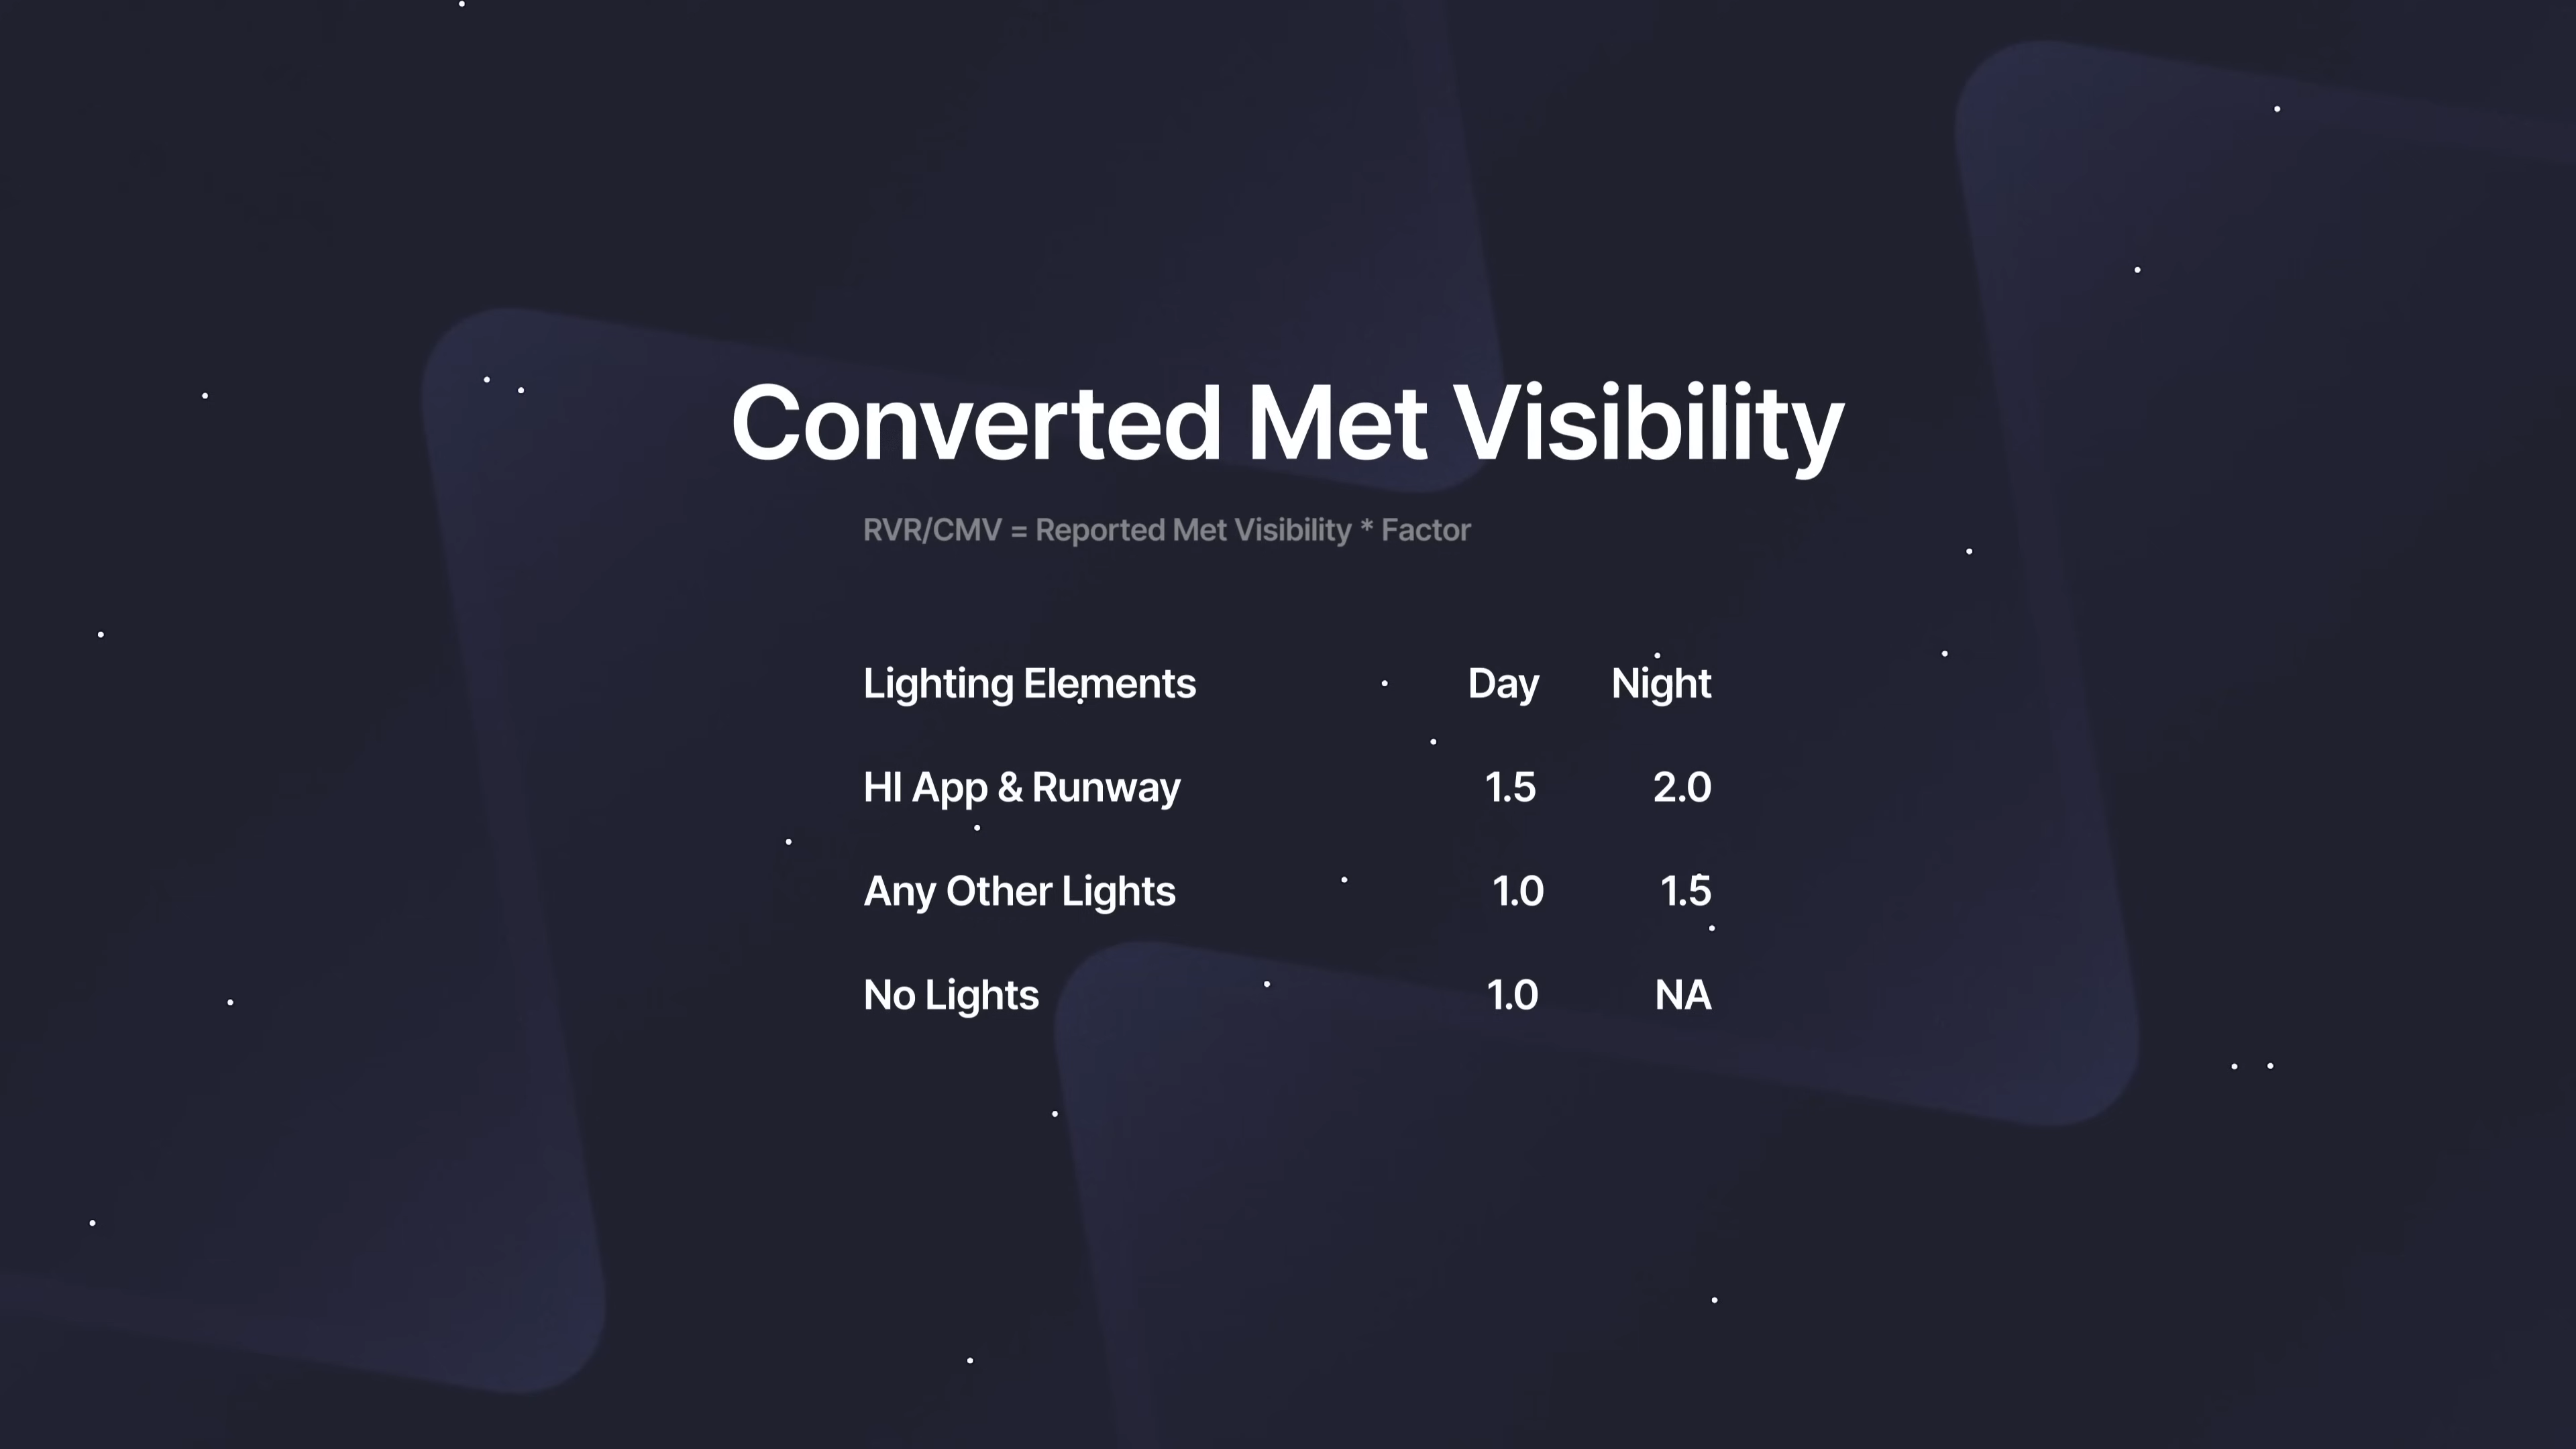 Converted Met Visibility
RVR/CMV = Reported Met Visibility * Factor
Lighting Elements Day Night
HI App & Runway 1.5 2.0
Any Other Lights 1.0 1.5
No Lights 1.0 NA